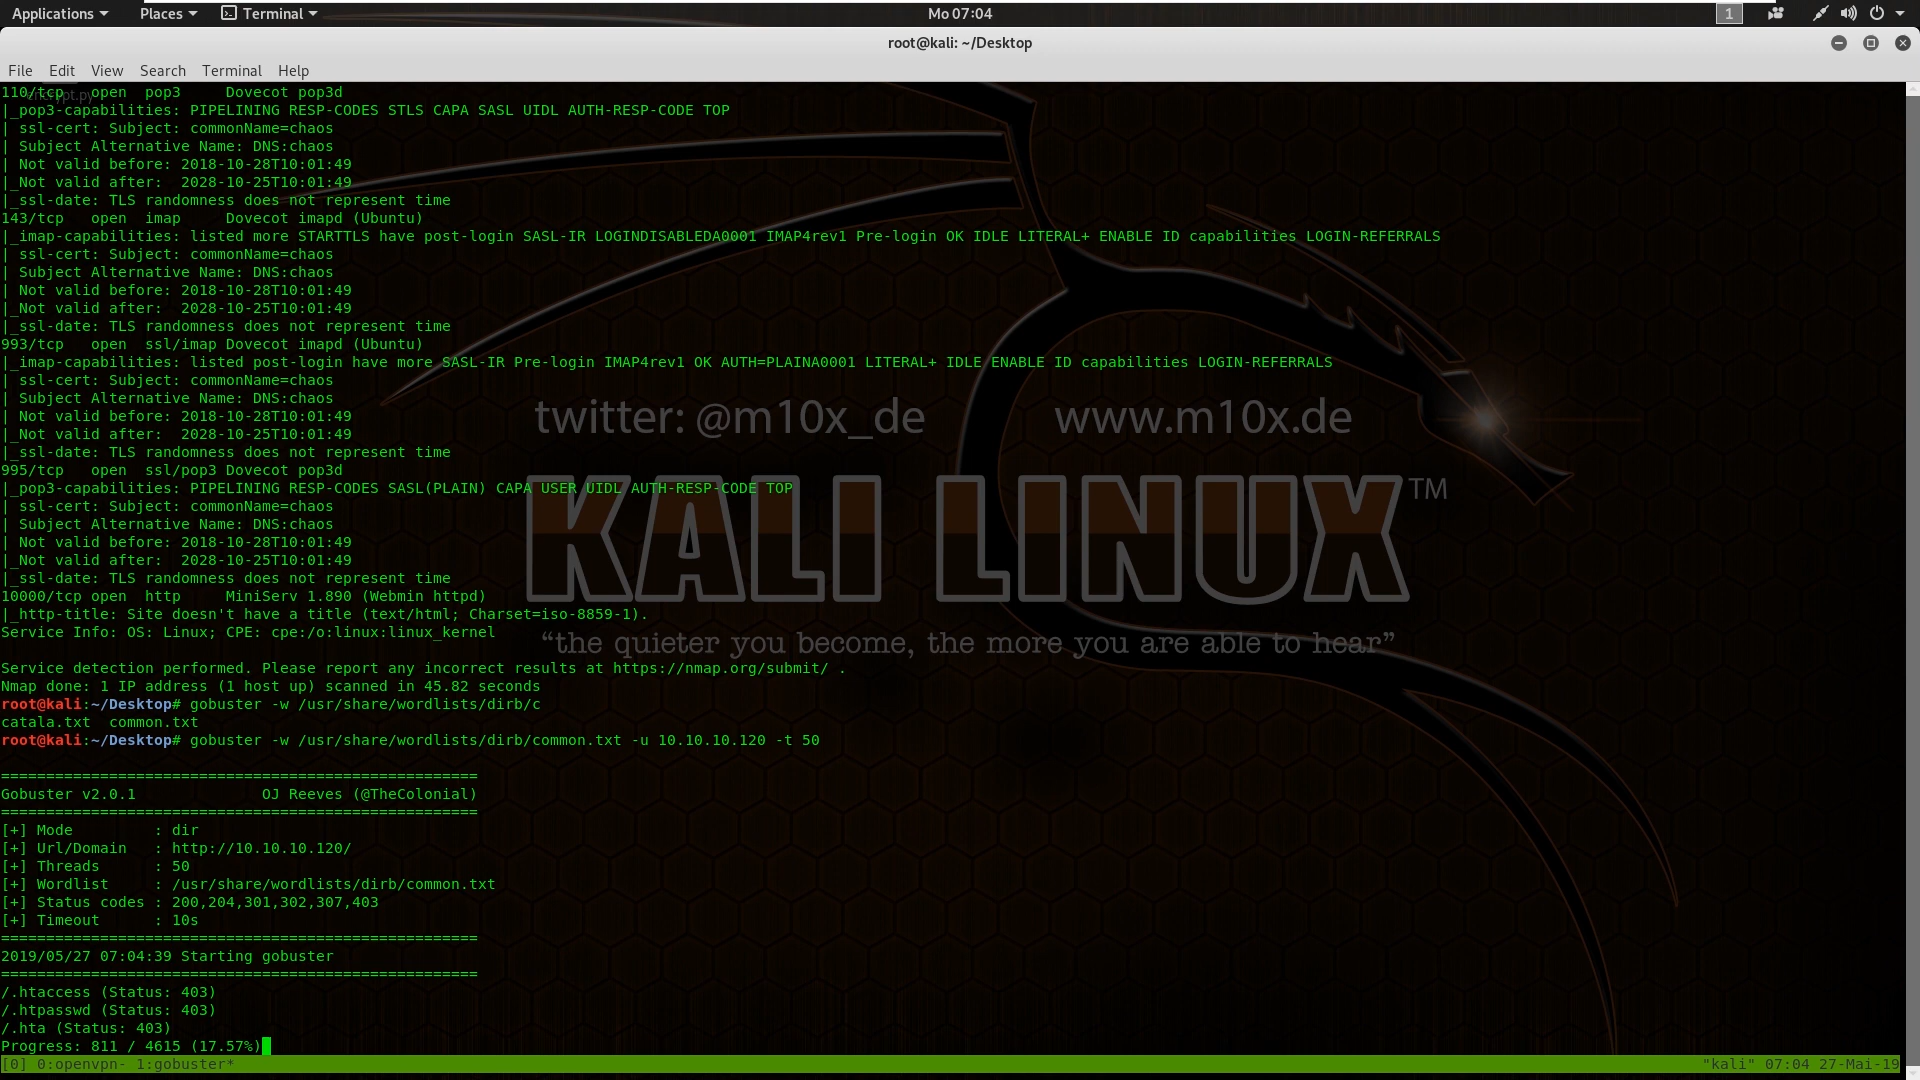 Applications Places Terminal Mo 07:04 1
root@kali: ~/Desktop
File Edit View Search Terminal Help
110/tcp   open  pop3     Dovecot pop3d
|_pop3-capabilities: PIPELINING RESP-CODES STLS CAPA SASL UIDL AUTH-RESP-CODE TOP
| ssl-cert: Subject: commonName=chaos
| Subject Alternative Name: DNS:chaos
| Not valid before: 2018-10-28T10:01:49
|_Not valid after:  2028-10-25T10:01:49
|_ssl-date: TLS randomness does not represent time
143/tcp   open  imap     Dovecot imapd (Ubuntu)
|_imap-capabilities: listed more STARTTLS have post-login SASL-IR LOGINDISABLEDA0001 IMAP4rev1 Pre-login OK IDLE LITERAL+ ENABLE ID capabilities LOGIN-REFERRALS
| ssl-cert: Subject: commonName=chaos
| Subject Alternative Name: DNS:chaos
| Not valid before: 2018-10-28T10:01:49
|_Not valid after:  2028-10-25T10:01:49
|_ssl-date: TLS randomness does not represent time
993/tcp   open  ssl/imap Dovecot imapd (Ubuntu)
|_imap-capabilities: listed post-login have more SASL-IR Pre-login IMAP4rev1 OK AUTH=PLAINA0001 LITERAL+ IDLE ENABLE ID capabilities LOGIN-REFERRALS
| ssl-cert: Subject: commonName=chaos
| Subject Alternative Name: DNS:chaos
| Not valid before: 2018-10-28T10:01:49
|_Not valid after:  2028-10-25T10:01:49
|_ssl-date: TLS randomness does not represent time
995/tcp   open  ssl/pop3 Dovecot pop3d
|_pop3-capabilities: PIPELINING RESP-CODES SASL(PLAIN) CAPA USER UIDL AUTH-RESP-CODE TOP
| ssl-cert: Subject: commonName=chaos
| Subject Alternative Name: DNS:chaos
| Not valid before: 2018-10-28T10:01:49
|_Not valid after:  2028-10-25T10:01:49
|_ssl-date: TLS randomness does not represent time
10000/tcp open  http     MiniServ 1.890 (Webmin httpd)
|_http-title: Site doesn't have a title (text/html; Charset=iso-8859-1).
Service Info: OS: Linux; CPE: cpe:/o:linux:linux_kernel
Service detection performed. Please report any incorrect results at https://nmap.org/submit/ .
Nmap done: 1 IP address (1 host up) scanned in 45.82 seconds
root@kali:~/Desktop# gobuster -w /usr/share/wordlists/dirb/c
catala.txt  common.txt
root@kali:~/Desktop# gobuster -w /usr/share/wordlists/dirb/common.txt -u 10.10.10.120 -t 50
=====================================================
Gobuster v2.0.1              OJ Reeves (@TheColonial)
=====================================================
[+] Mode         : dir
[+] Url/Domain   : http://10.10.10.120/
[+] Threads      : 50
[+] Wordlist     : /usr/share/wordlists/dirb/common.txt
[+] Status codes : 200,204,301,302,307,403
[+] Timeout      : 10s
=====================================================
2019/05/27 07:04:39 Starting gobuster
=====================================================
/.htaccess (Status: 403)
/.htpasswd (Status: 403)
/.hta (Status: 403)
Progress: 811 / 4615 (17.57%)
[0] 0:openvpn- 1:gobuster* "kali" 07:04 27-Mai-19
twitter: @m10x_de www.m10x.de
KALI LINUX™
“the quieter you become, the more you are able to hear”